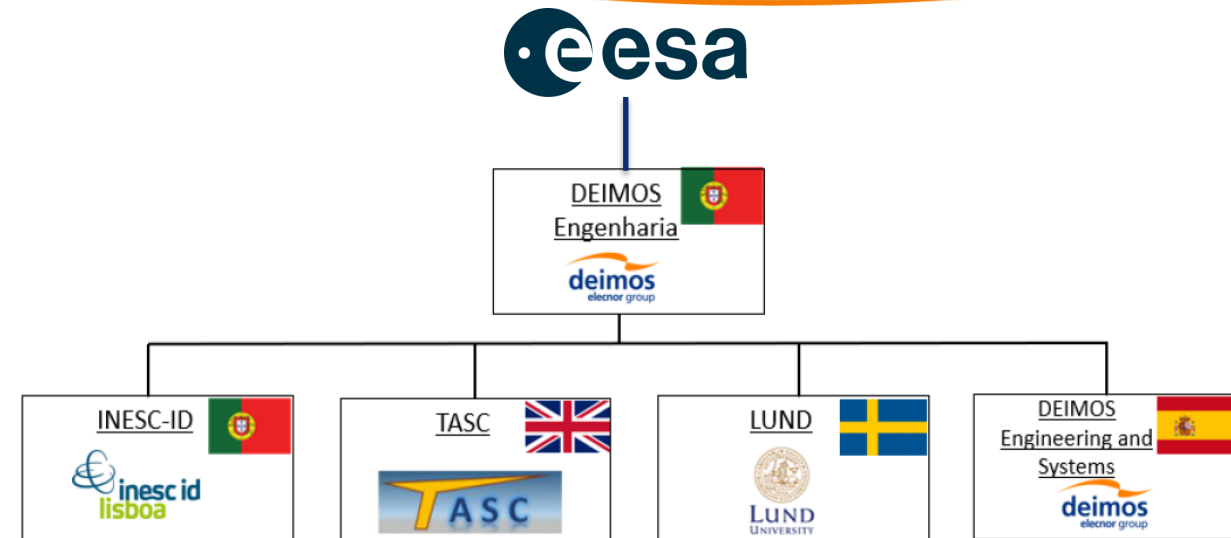 esa
DEIMOS
Engenharia
deimos
elecnor group
INESC-ID
inesc id
lisboa
TASC
TASC
LUND
LUND
UNIVERSITY
DEIMOS
Engineering and
Systems
deimos
elecnor group